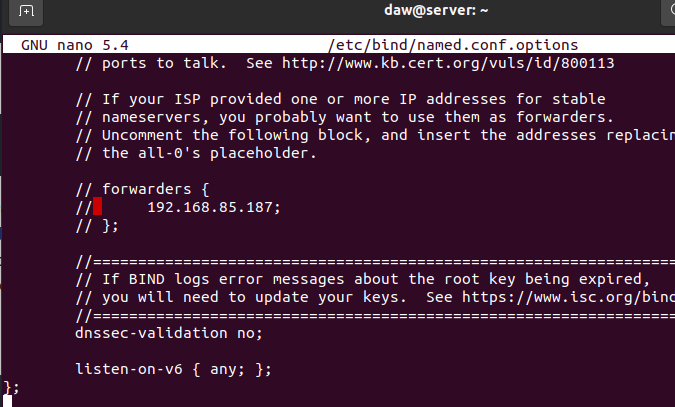 daw@server: ~
GNU nano 5.4 /etc/bind/named.conf.options
// ports to talk. See http://www.kb.cert.org/vuls/id/800113
// If your ISP provided one or more IP addresses for stable
// nameservers, you probably want to use them as forwarders.
// Uncomment the following block, and insert the addresses replacin
// the all-0's placeholder.
// forwarders {
// 192.168.85.187;
// };
//=================================================================
// If BIND logs error messages about the root key being expired,
// you will need to update your keys. See https://www.isc.org/bind
//=================================================================
dnssec-validation no;
listen-on-v6 { any; };
};